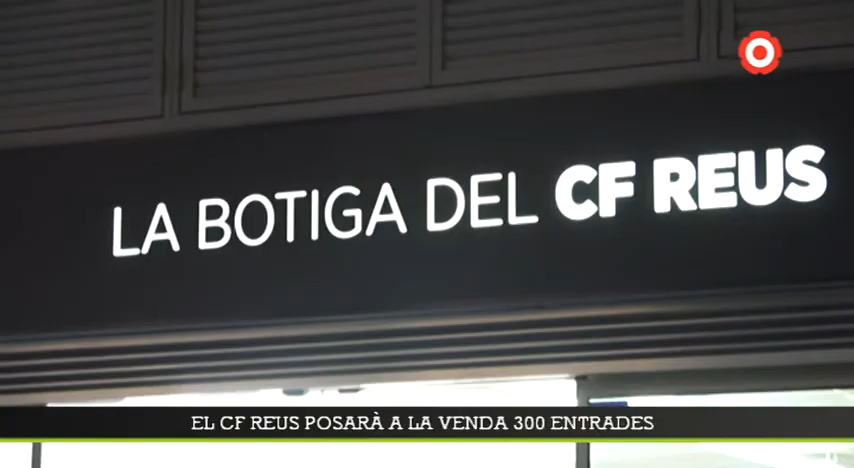 LA BOTIGA DEL CF REUS
EL CF REUS POSARÀ A LA VENDA 300 ENTRADES